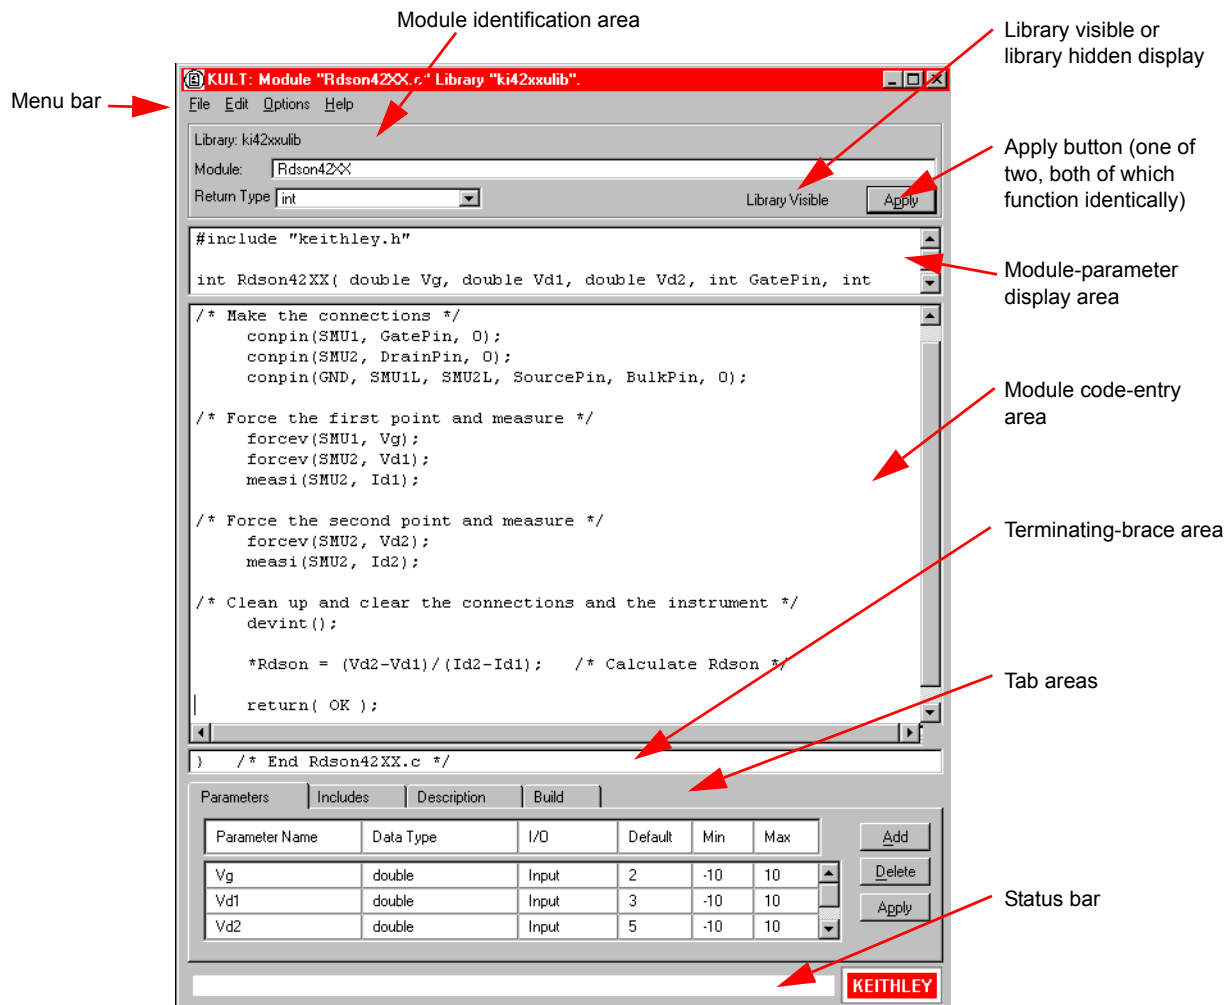 Module identification area
Library visible or
library hidden display
KULT: Module "Rdson42XX.c" Library "ki42xxulib".
Menu bar
File Edit Options Help
Library: ki42xxulib
Module: Rdson42XX
Return Type int
Library Visible
Apply
Apply button (one of
two, both of which
function identically)
#include "keithley.h"
int Rdson42XX( double Vg, double Vd1, double Vd2, int GatePin, int
Module-parameter
display area
/* Make the connections */
conpin(SMU1, GatePin, 0);
conpin(SMU2, DrainPin, 0);
conpin(GND, SMU1L, SMU2L, SourcePin, BulkPin, 0);
Module code-entry
area
/* Force the first point and measure */
forcev(SMU1, Vg);
forcev(SMU2, Vd1);
measi(SMU2, Id1);
/* Force the second point and measure */
forcev(SMU2, Vd2);
measi(SMU2, Id2);
Terminating-brace area
/* Clean up and clear the connections and the instrument */
devint();
*Rdson = (Vd2-Vd1)/(Id2-Id1); /* Calculate Rdson */
return( OK );
Tab areas
} /* End Rdson42XX.c */
Parameters Includes Description Build
Parameter Name Data Type I/O Default Min Max
Vg double Input 2 -10 10
Vd1 double Input 3 -10 10
Vd2 double Input 5 -10 10
Add
Delete
Apply
Status bar
KEITHLEY